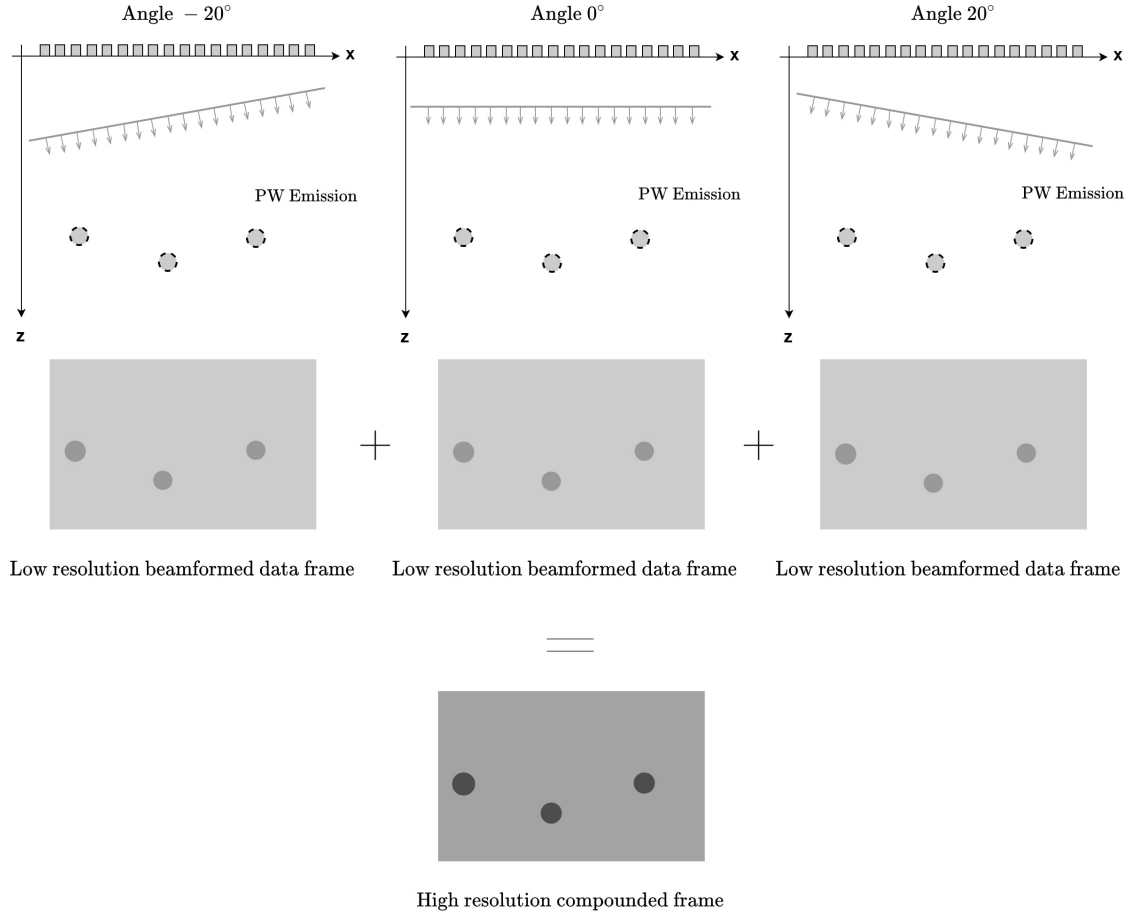 Angle − 20°
Angle 0°
Angle 20°
x
x
x
PW Emission
PW Emission
PW Emission
z
z
z
+
+
Low resolution beamformed data frame
Low resolution beamformed data frame
Low resolution beamformed data frame
=
High resolution compounded frame